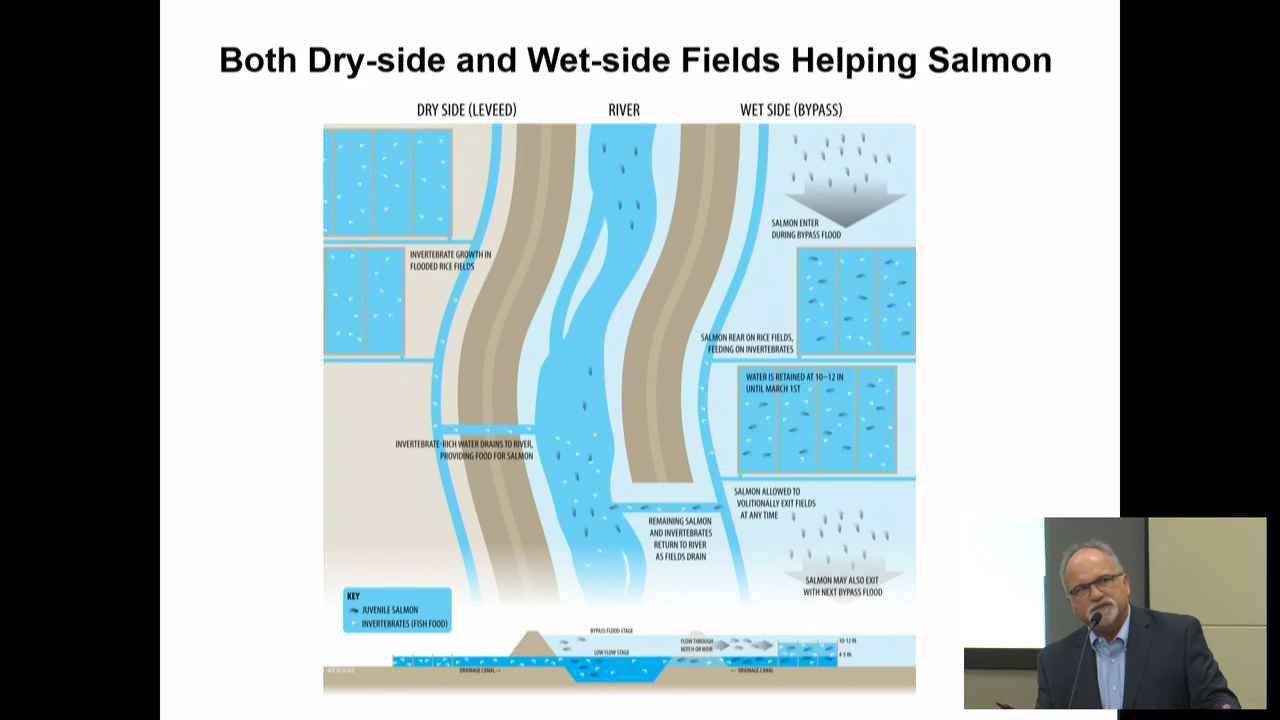 Both Dry-side and Wet-side Fields Helping Salmon
DRY SIDE (LEVEED)
RIVER
WET SIDE (BYPASS)
SALMON ENTER
DURING BYPASS FLOOD
INVERTEBRATE GROWTH IN
FLOODED RICE FIELDS
SALMON REAR ON RICE FIELDS,
FEEDING ON INVERTEBRATES
WATER IS RETAINED AT 10–12 IN
UNTIL MARCH 1ST
INVERTEBRATE-RICH WATER DRAINS TO RIVER,
PROVIDING FOOD FOR SALMON
SALMON ALLOWED TO
VOLITIONALLY EXIT FIELDS
AT ANY TIME
REMAINING SALMON
AND INVERTEBRATES
RETURN TO RIVER
AS FIELDS DRAIN
SALMON MAY ALSO EXIT
WITH NEXT BYPASS FLOOD
KEY
JUVENILE SALMON
INVERTEBRATES (FISH FOOD)
BYPASS FLOOD STAGE
LOW FLOW STAGE
FLOW THROUGH
NOTCH OR WEIR
10-12 IN
4-5 IN
NOT TO SCALE
DRAINAGE CANAL
DRAINAGE CANAL